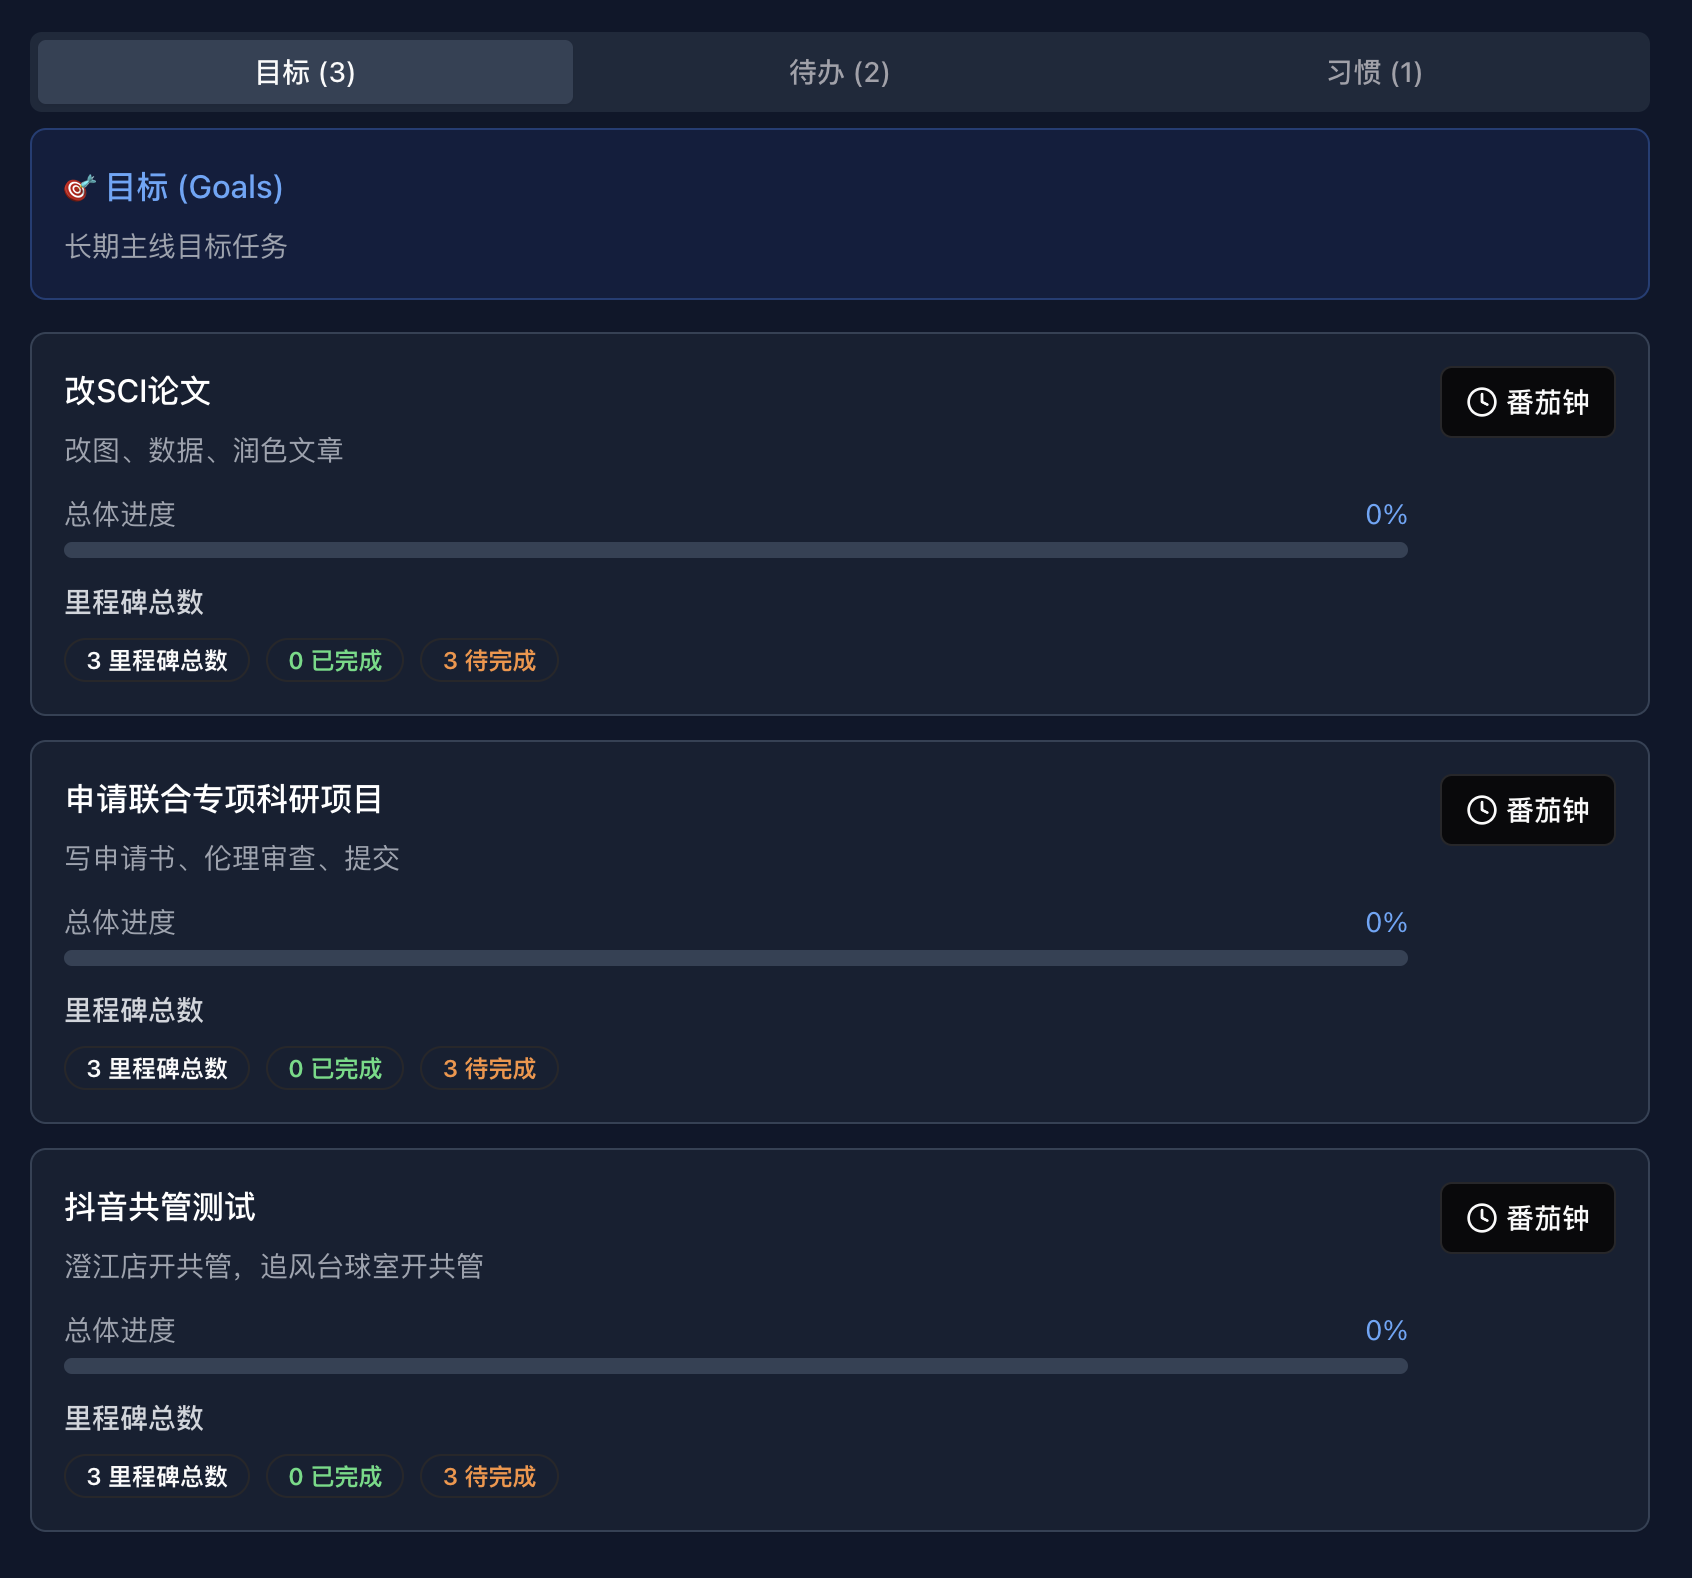 目标 (3)
待办 (2)
习惯 (1)
目标 (Goals)
长期主线目标任务
改SCI论文
番茄钟
改图、数据、润色文章
总体进度
0%
里程碑总数
3 里程碑总数
0 已完成
3 待完成
申请联合专项科研项目
番茄钟
写申请书、伦理审查、提交
总体进度
0%
里程碑总数
3 里程碑总数
0 已完成
3 待完成
抖音共管测试
番茄钟
澄江店开共管，追风台球室开共管
总体进度
0%
里程碑总数
3 里程碑总数
0 已完成
3 待完成